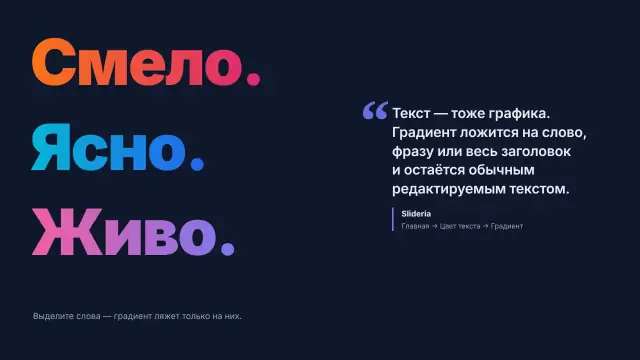 Смело.
Ясно.
Живо.
“
Текст — тоже графика.
Градиент ложится на слово,
фразу или весь заголовок
и остаётся обычным
редактируемым текстом.
Slideria
Главная → Цвет текста → Градиент
Выделите слова — градиент ляжет только на них.